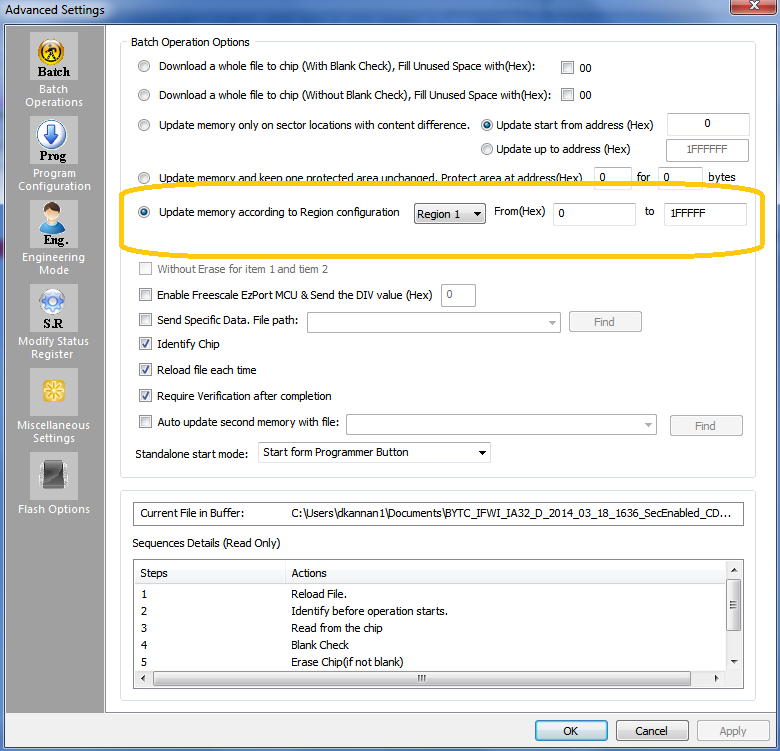 Advanced Settings
Batch
Batch
Operations
Prog
Program
Configuration
Eng.
Engineering
Mode
S.R
Modify Status
Register
Miscellaneous
Settings
Flash Options
Batch Operation Options
Download a whole file to chip (With Blank Check), Fill Unused Space with(Hex): 00
Download a whole file to chip (Without Blank Check), Fill Unused Space with(Hex): 00
Update memory only on sector locations with content difference. Update start from address (Hex) 0
Update up to address (Hex) 1FFFFFF
Update memory and keep one protected area unchanged. Protect area at address(Hex) 0 for 0 bytes
Update memory according to Region configuration Region 1 From(Hex) 0 to 1FFFFF
Without Erase for item 1 and tiem 2
Enable Freescale EzPort MCU & Send the DIV value (Hex) 0
Send Specific Data. File path: Find
Identify Chip
Reload file each time
Require Verification after completion
Auto update second memory with file: Find
Standalone start mode: Start form Programmer Button
Current File in Buffer: C:\Users\dkannan1\Documents\BYTC_IFWI_IA32_D_2014_03_18_1636_SecEnabled_CD...
Sequences Details (Read Only)
Steps Actions
1 Reload File.
2 Identify before operation starts.
3 Read from the chip
4 Blank Check
5 Erase Chip(if not blank)
OK Cancel Apply